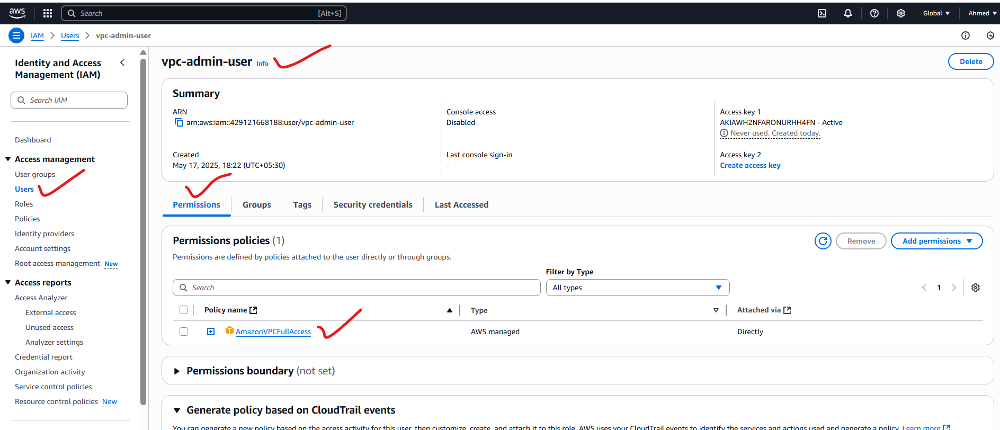 aws
Search [Alt+S]
Global
Ahmed
IAM > Users > vpc-admin-user
Identity and Access Management (IAM)
Search IAM
Dashboard
Access management
User groups
Users
Roles
Policies
Identity providers
Account settings
Root access management New
Access reports
Access Analyzer
External access
Unused access
Analyzer settings
Credential report
Organization activity
Service control policies
Resource control policies New
vpc-admin-user Info
Delete
Summary
ARN
arn:aws:iam::429121668188:user/vpc-admin-user
Created
May 17, 2025, 18:22 (UTC+05:30)
Console access
Disabled
Last console sign-in
-
Access key 1
AKIAWH2NFARONURHH4FN - Active
Never used. Created today.
Access key 2
Create access key
Permissions
Groups
Tags
Security credentials
Last Accessed
Permissions policies (1)
Remove
Add permissions
Permissions are defined by policies attached to the user directly or through groups.
Filter by Type
Search
All types
1
Policy name
Type
Attached via
AmazonVPCFullAccess
AWS managed
Directly
Permissions boundary (not set)
Generate policy based on CloudTrail events
You can generate a new policy based on the access activity for this user, then customize, create, and attach it to this role. AWS uses your CloudTrail events to identify the services and actions used and generate a policy. Learn more